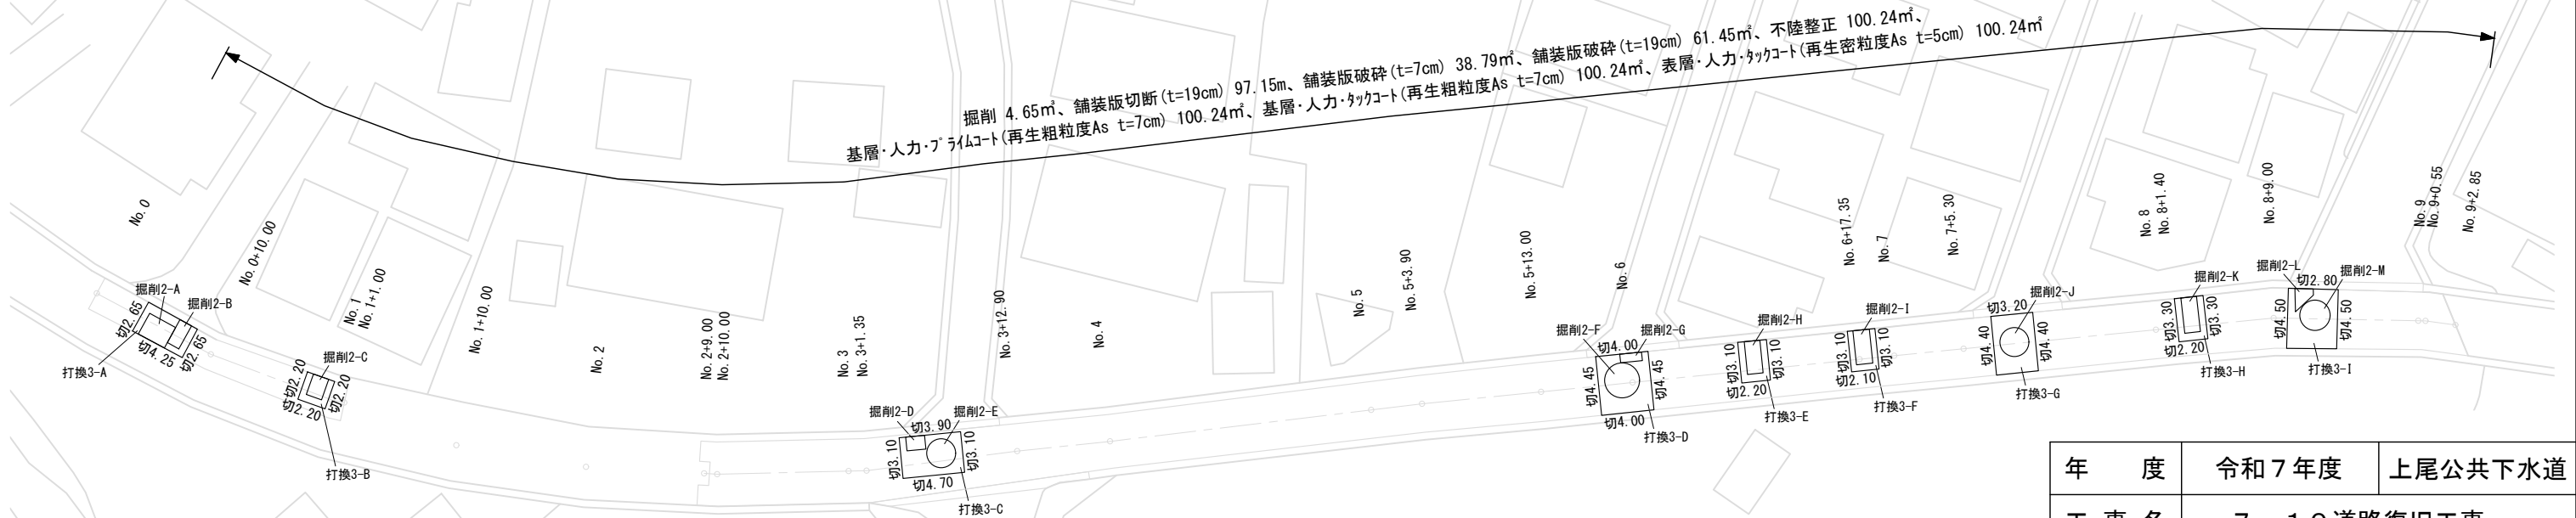 掘削 4.65㎡、舗装版切断(t=19cm) 97.15m、舗装版破砕(t=7cm) 38.79㎡、舗装版破砕(t=19cm) 61.45㎡、不陸整正 100.24㎡、
基層・人力・プライムコート(再生粗粒度As t=7cm) 100.24㎡、基層・人力・タックコート(再生粗粒度As t=7cm) 100.24㎡、表層・人力・タックコート(再生密粒度As t=5cm) 100.24㎡
No. 0
No. 0+10.00
No. 1
No. 1+1.00
No. 1+10.00
No. 2
No. 2+9.00
No. 2+10.00
No. 3
No. 3+1.35
No. 3+12.90
No. 4
No. 5
No. 5+3.90
No. 5+13.00
No. 6
No. 6+17.35
No. 7
No. 7+5.30
No. 8
No. 8+1.40
No. 8+9.00
No. 9
No. 9+0.55
No. 9+2.85
掘削2-A
掘削2-B
切2.65
切4.25
切2.65
打換3-A
掘削2-C
切2.20
切2.20
切2.20
打換3-B
掘削2-D
掘削2-E
切3.90
切3.10
切3.10
切4.70
打換3-C
掘削2-F
掘削2-G
切4.00
切4.45
切4.45
切4.00
打換3-D
掘削2-H
切3.10
切3.10
切2.20
打換3-E
掘削2-I
切3.10
切3.10
切2.10
打換3-F
掘削2-J
切3.20
切4.40
切4.40
打換3-G
掘削2-K
切3.30
切3.30
切2.20
打換3-H
掘削2-L
掘削2-M
切2.80
切4.50
切4.50
打換3-I
年 度 令和７年度 上尾公共下水道